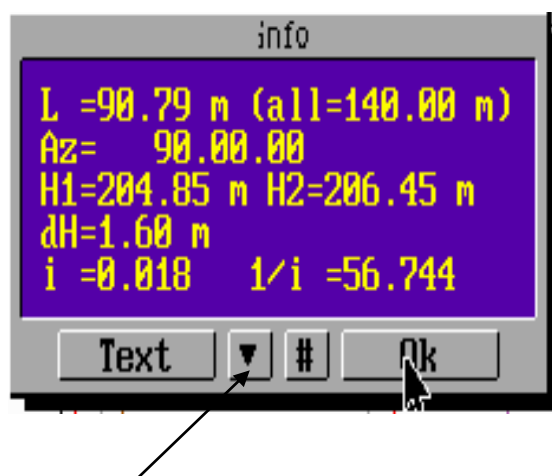 info
L =90.79 m (all=140.00 m)
Az=   90.00.00
H1=204.85 m H2=206.45 m
dH=1.60 m
i =0.018   1/i =56.744
Text ▼ # Ok